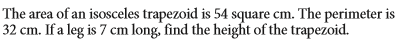 The area of an isosceles trapezoid is 54 square cm. The perimeter is
32 cm. If a leg is 7 cm long, find the height of the trapezoid.